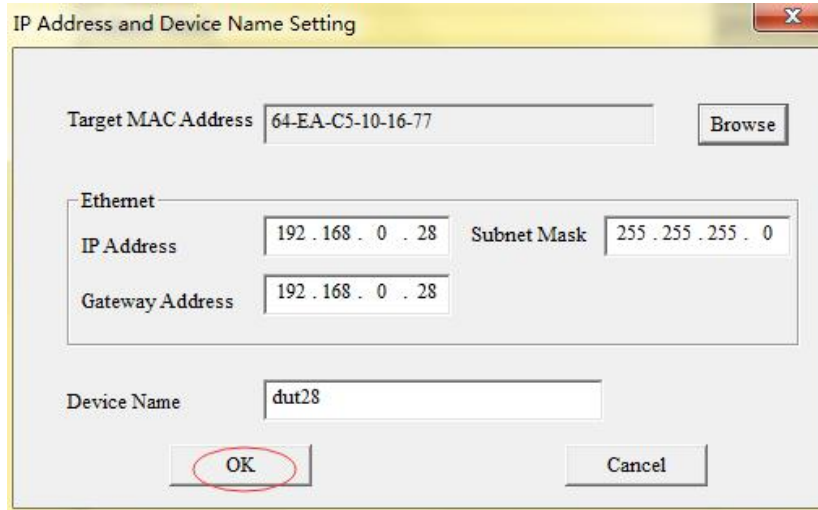 IP Address and Device Name Setting
x
Target MAC Address 64-EA-C5-10-16-77 Browse
Ethernet
IP Address 192 . 168 . 0 . 28 Subnet Mask 255 . 255 . 255 . 0
Gateway Address 192 . 168 . 0 . 28
Device Name dut28
OK Cancel